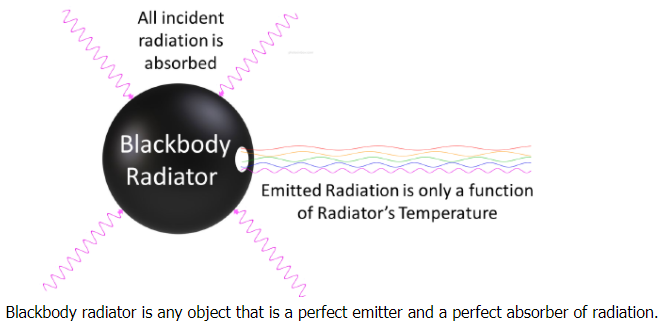 All incident
radiation is
absorbed
Blackbody
Radiator
Emitted Radiation is only a function
of Radiator's Temperature
Blackbody radiator is any object that is a perfect emitter and a perfect absorber of radiation.